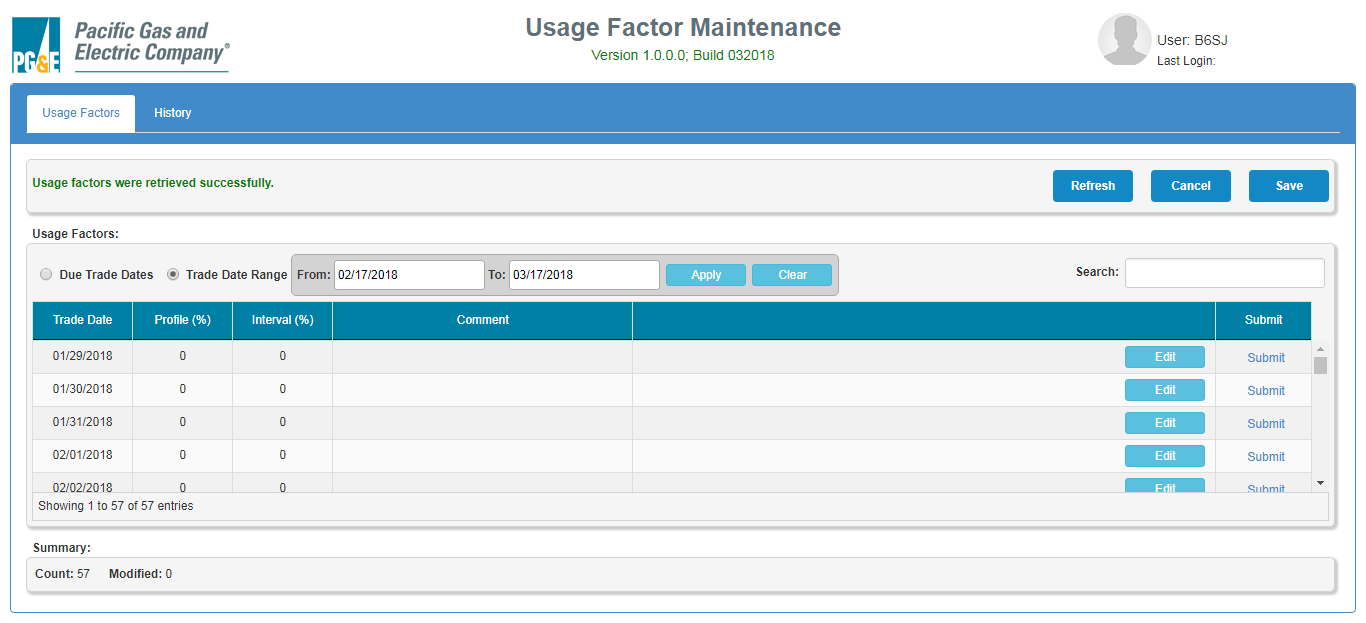 PG&E
Pacific Gas and
Electric Company®
Usage Factor Maintenance
Version 1.0.0.0; Build 032018
User: B6SJ
Last Login:
Usage Factors History
Usage factors were retrieved successfully. Refresh Cancel Save
Usage Factors:
Due Trade Dates Trade Date Range From: 02/17/2018 To: 03/17/2018 Apply Clear Search:
Trade Date Profile (%) Interval (%) Comment Submit
01/29/2018 0 0 Edit Submit
01/30/2018 0 0 Edit Submit
01/31/2018 0 0 Edit Submit
02/01/2018 0 0 Edit Submit
02/02/2018 0 0 Edit Submit
Showing 1 to 57 of 57 entries
Summary:
Count: 57 Modified: 0